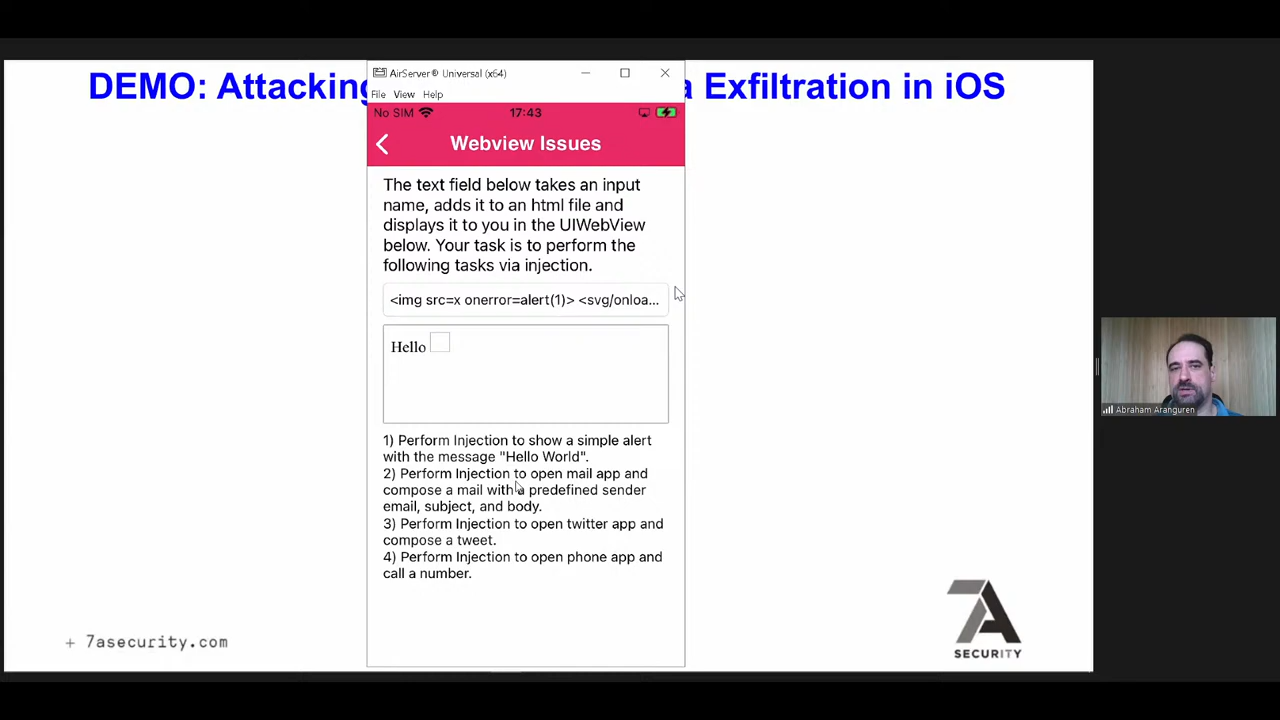 DEMO: Attacking
a Exfiltration in iOS
AirServer® Universal (x64)
File View Help
No SIM
17:43
Webview Issues
The text field below takes an input
name, adds it to an html file and
displays it to you in the UIWebView
below. Your task is to perform the
following tasks via injection.
<img src=x onerror=alert(1)> <svg/onloa...
Hello
1) Perform Injection to show a simple alert
with the message "Hello World".
2) Perform Injection to open mail app and
compose a mail with a predefined sender
email, subject, and body.
3) Perform Injection to open twitter app and
compose a tweet.
4) Perform Injection to open phone app and
call a number.
+ 7asecurity.com
7A
SECURITY
Abraham Aranguren